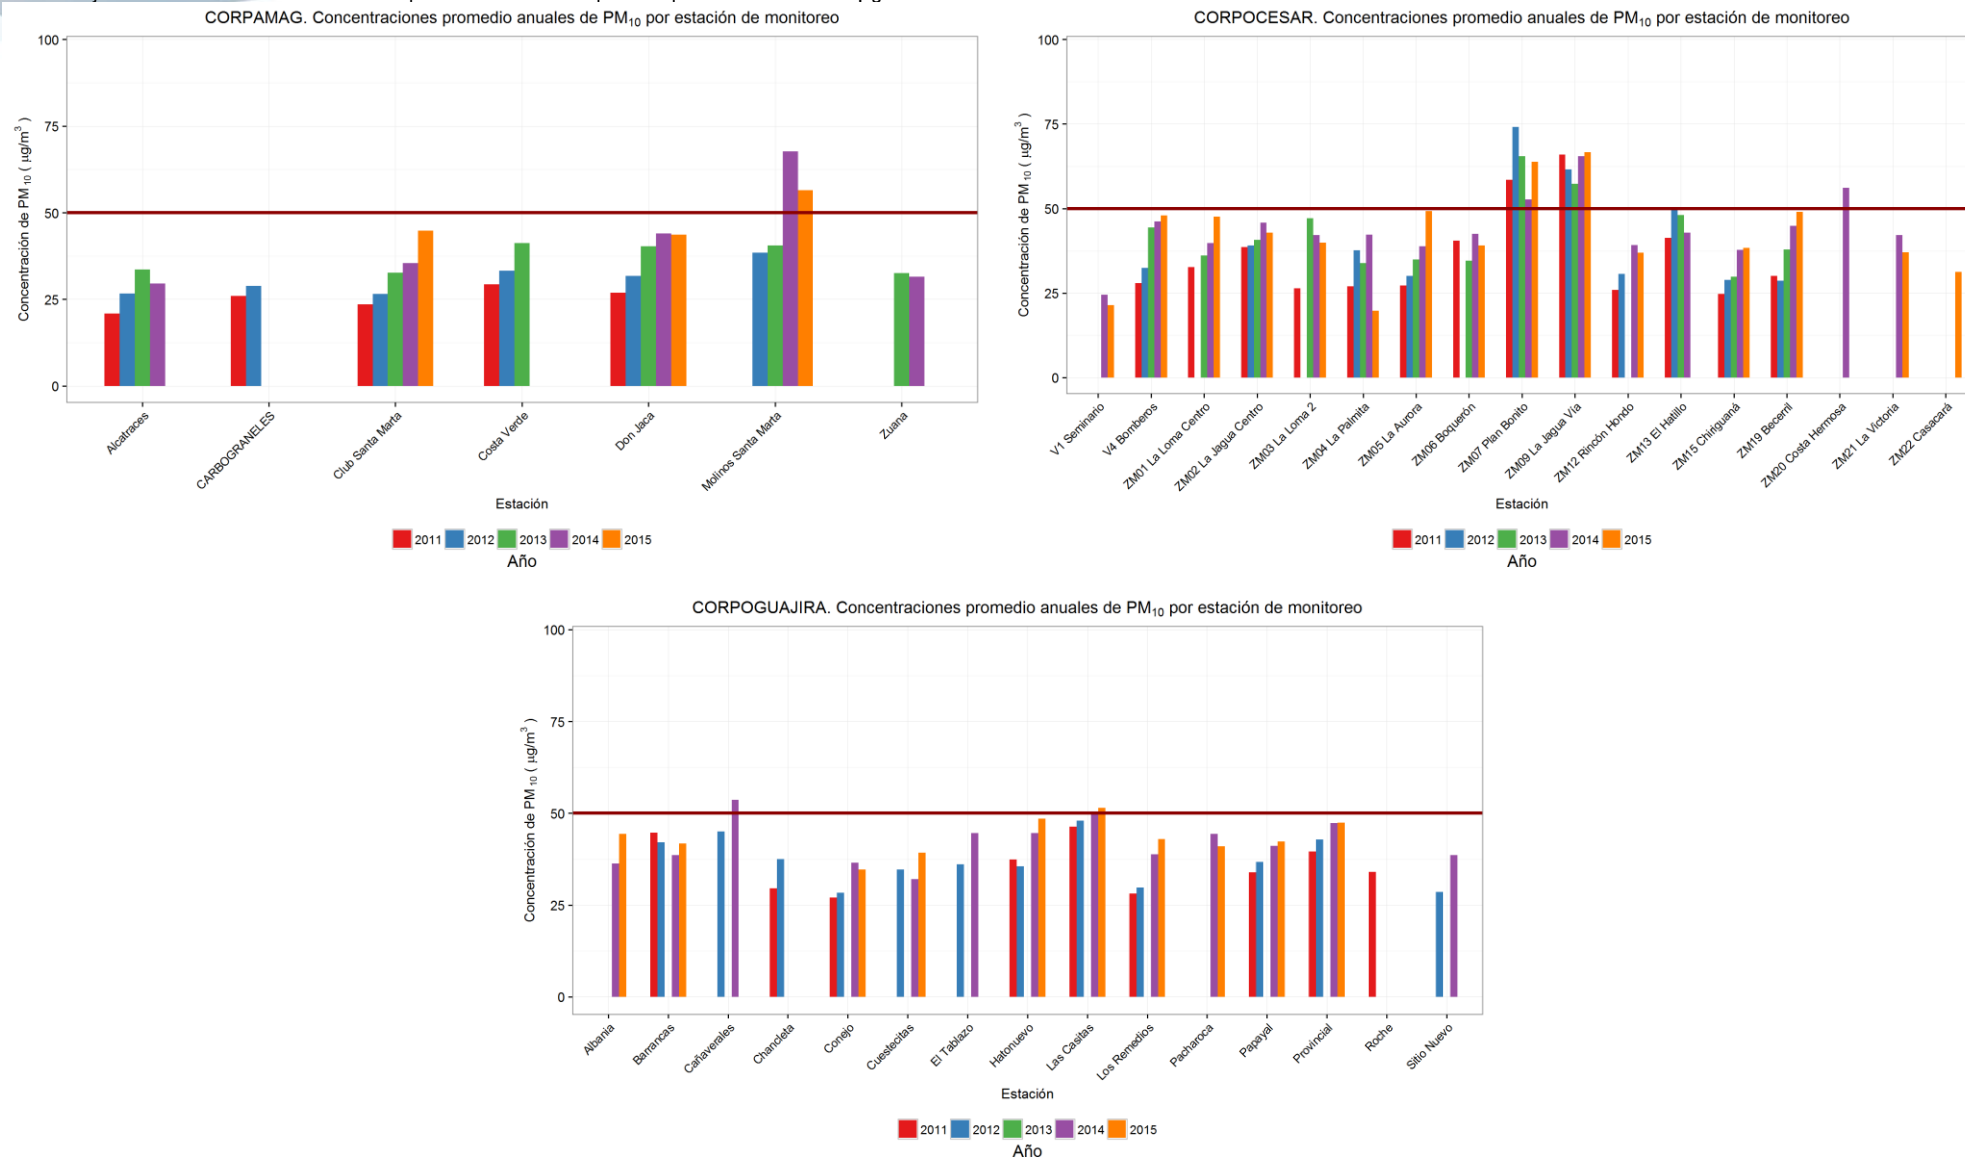 CORPAMAG. Concentraciones promedio anuales de PM10 por estación de monitoreo
Concentración de PM 10 ( μg/m3 )
100
75
50
25
0
Alcatraces
CARBOGRANELES
Club Santa Marta
Costa Verde
Don Jaca
Molinos Santa Marta
Zuana
Estación
2011 2012 2013 2014 2015
Año
CORPOCESAR. Concentraciones promedio anuales de PM10 por estación de monitoreo
Concentración de PM 10 ( μg/m3 )
100
75
50
25
0
V1 Seminario
V4 Bomberos
ZM01 La Loma Centro
ZM02 La Jagua Centro
ZM03 La Loma 2
ZM04 La Palmita
ZM05 La Aurora
ZM06 Boquerón
ZM07 Plan Bonito
ZM09 La Jagua Vía
ZM12 Rincón Hondo
ZM13 El Hatillo
ZM15 Chiriguaná
ZM19 Becerril
ZM20 Costa Hermosa
ZM21 La Victoria
ZM22 Casacará
Estación
2011 2012 2013 2014 2015
Año
CORPOGUAJIRA. Concentraciones promedio anuales de PM10 por estación de monitoreo
Concentración de PM 10 ( μg/m3 )
100
75
50
25
0
Albania
Barrancas
Cañaverales
Chancleta
Conejo
Cuestecitas
El Tablazo
Hatonuevo
Las Casitas
Los Remedios
Pacharoca
Papayal
Provincial
Roche
Sitio Nuevo
Estación
2011 2012 2013 2014 2015
Año